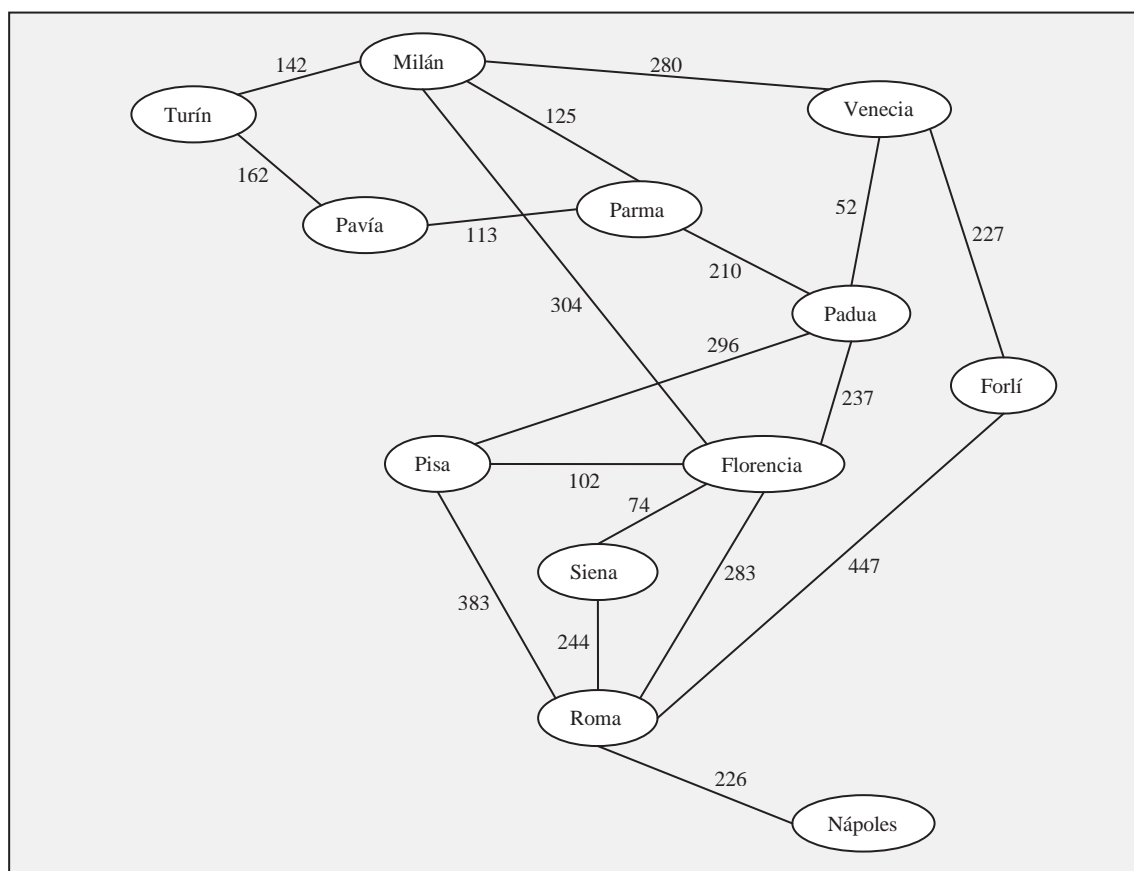 142
Milán
280
Turín
Venecia
125
162
Pavía
113
Parma
52
227
210
304
Padua
296
237
Forlí
Pisa
102
Florencia
74
Siena
283
447
383
244
Roma
226
Nápoles